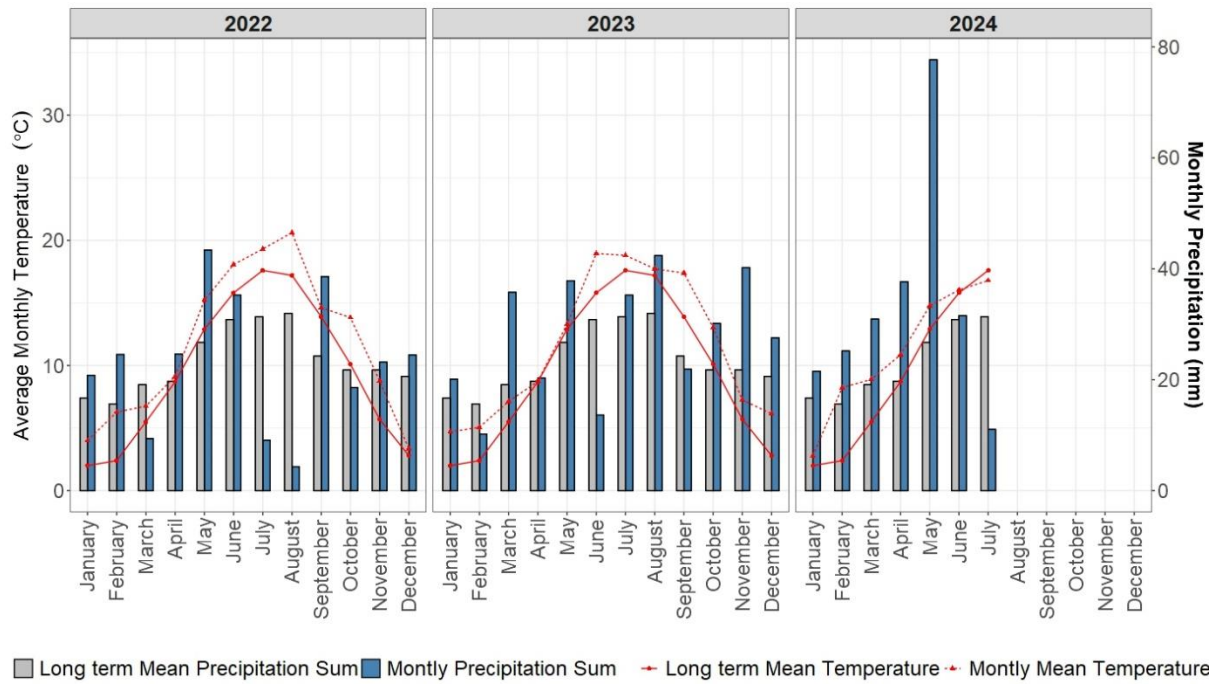 2022 2023 2024
Average Monthly Temperature (°C)
30
20
10
0
80
60
40
20
0
Monthly Precipitation (mm)
January February March April May June July August September October November December
January February March April May June July August September October November December
January February March April May June July August September October November December
Long term Mean Precipitation Sum Montly Precipitation Sum Long term Mean Temperature Montly Mean Temperature